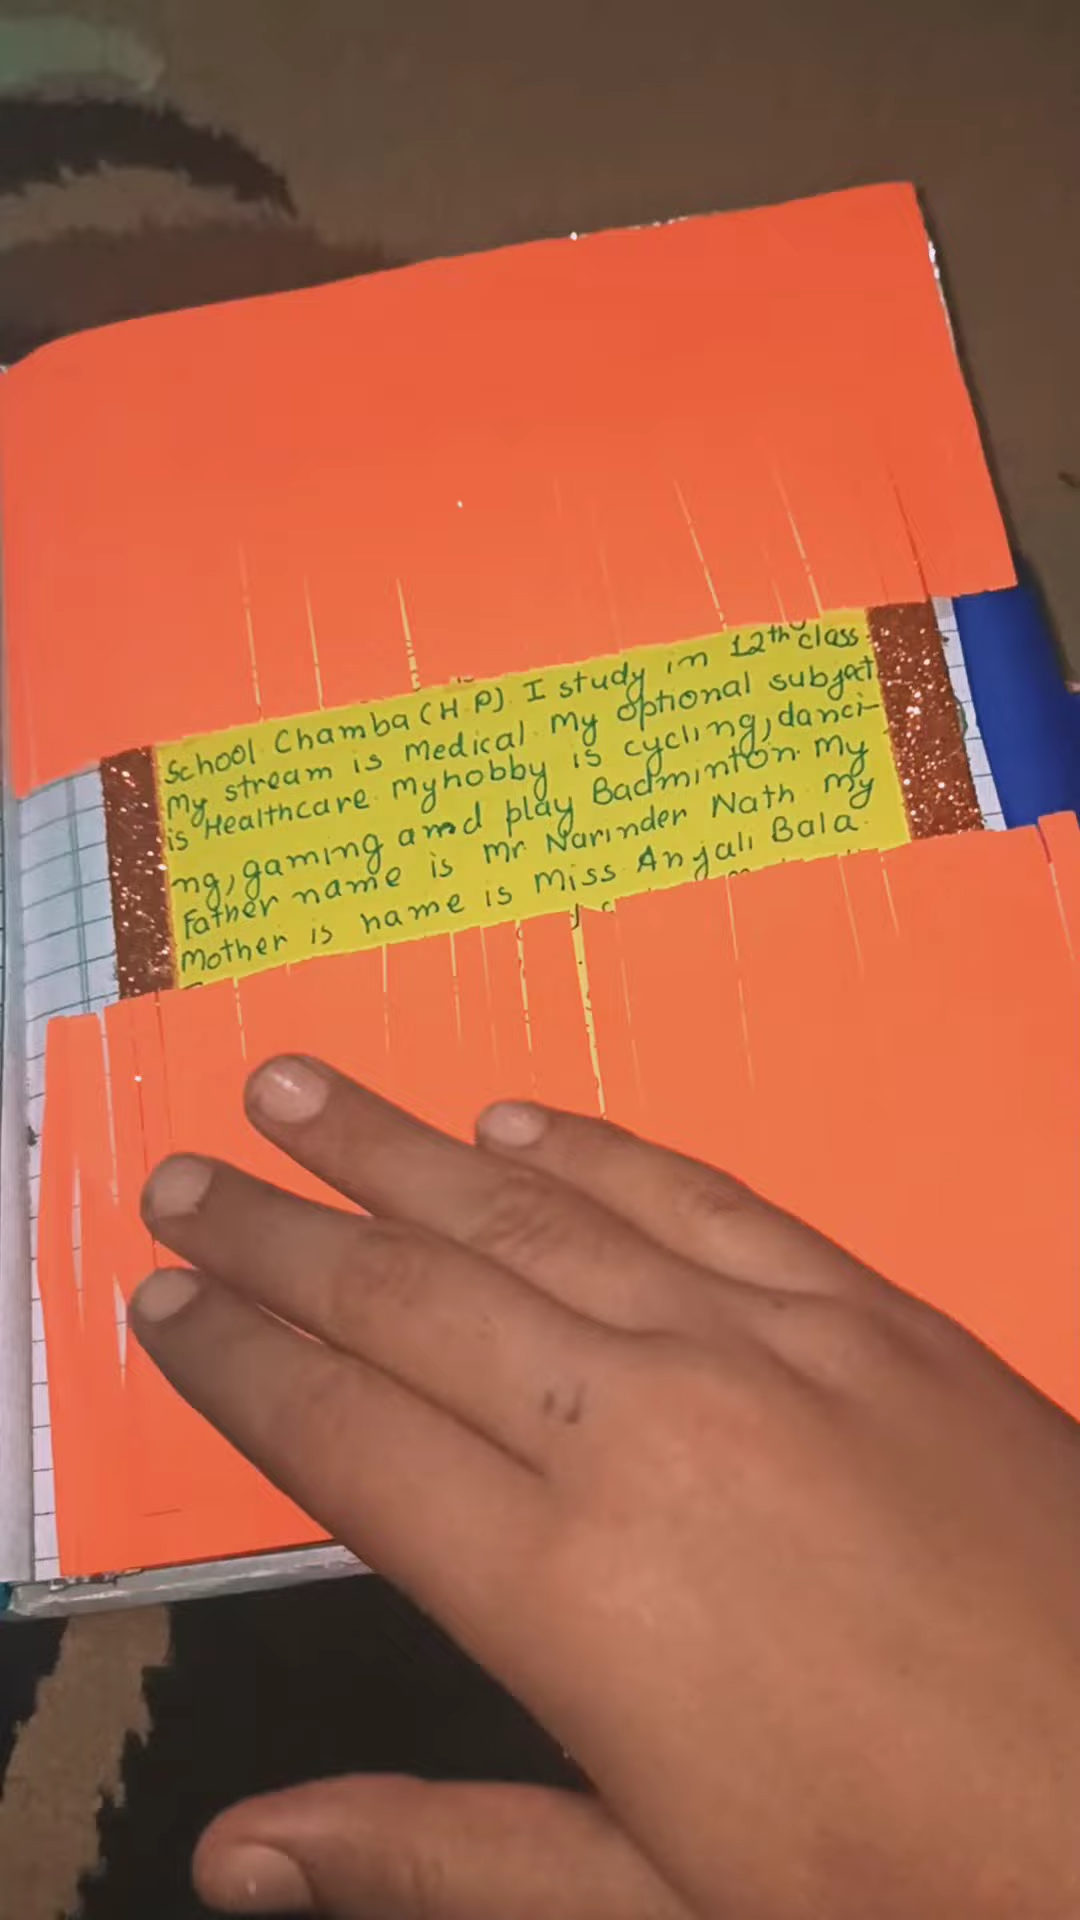 School Chamba (H.P). I study in 12th class
My stream is Medical. My optional subject
is Healthcare. My hobby is cycling, danci-
ng, gaming and play Badminton. My
Father name is Mr Narinder Nath. My
Mother is name is Miss Anjali Bala.